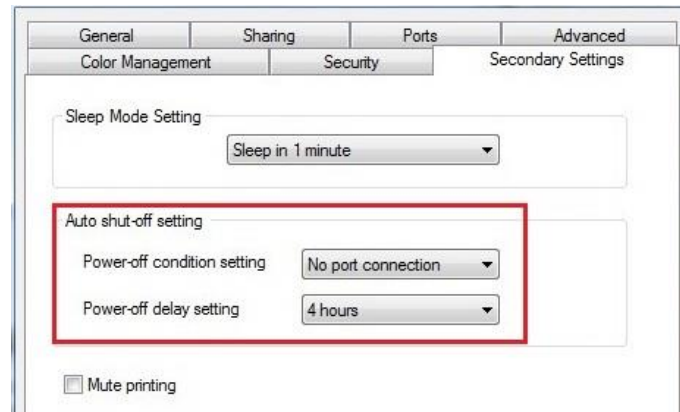 General Sharing Ports Advanced
Color Management Security Secondary Settings
Sleep Mode Setting
Sleep in 1 minute
Auto shut-off setting
Power-off condition setting No port connection
Power-off delay setting 4 hours
Mute printing